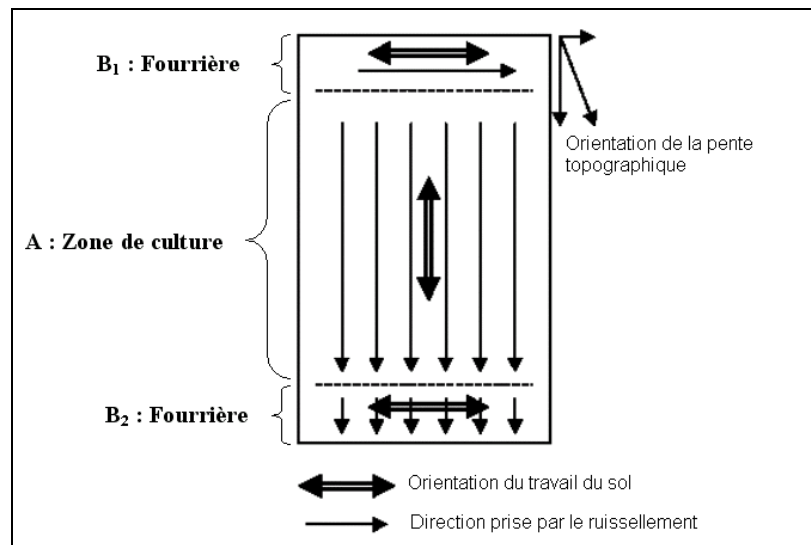 B₁ : Fourrière
Orientation de la pente
topographique
A : Zone de culture
B₂ : Fourrière
Orientation du travail du sol
Direction prise par le ruissellement